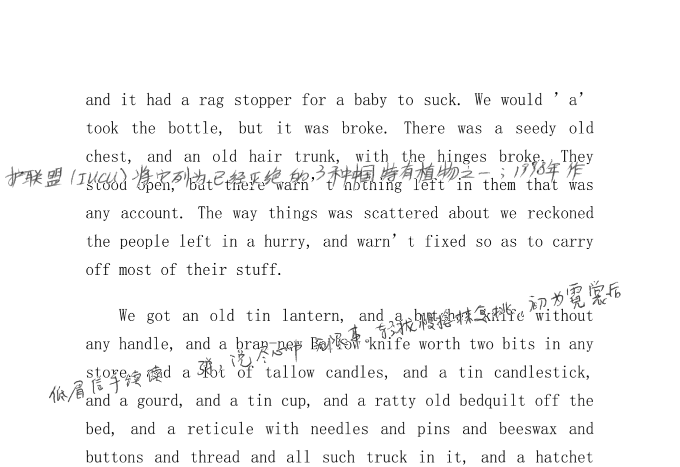 and it had a rag stopper for a baby to suck. We would ’a’
took the bottle, but it was broke. There was a seedy old
chest, and an old hair trunk, with the hinges broke. They
护联盟(IUCU)将它列为已经灭绝的,3种中国特有植物之一;1998年作
stood open, but there warn’t nothing left in them that was
any account. The way things was scattered about we reckoned
the people left in a hurry, and warn’t fixed so as to carry
off most of their stuff.
We got an old tin lantern, and a butcher-knife without
any handle, and a bran-new Barlow knife worth two bits in any
低眉信手续续弹,说尽心中无限事。轻拢慢捻抹复挑,初为霓裳后
store, and a lot of tallow candles, and a tin candlestick,
and a gourd, and a tin cup, and a ratty old bedquilt off the
bed, and a reticule with needles and pins and beeswax and
buttons and thread and all such truck in it, and a hatchet